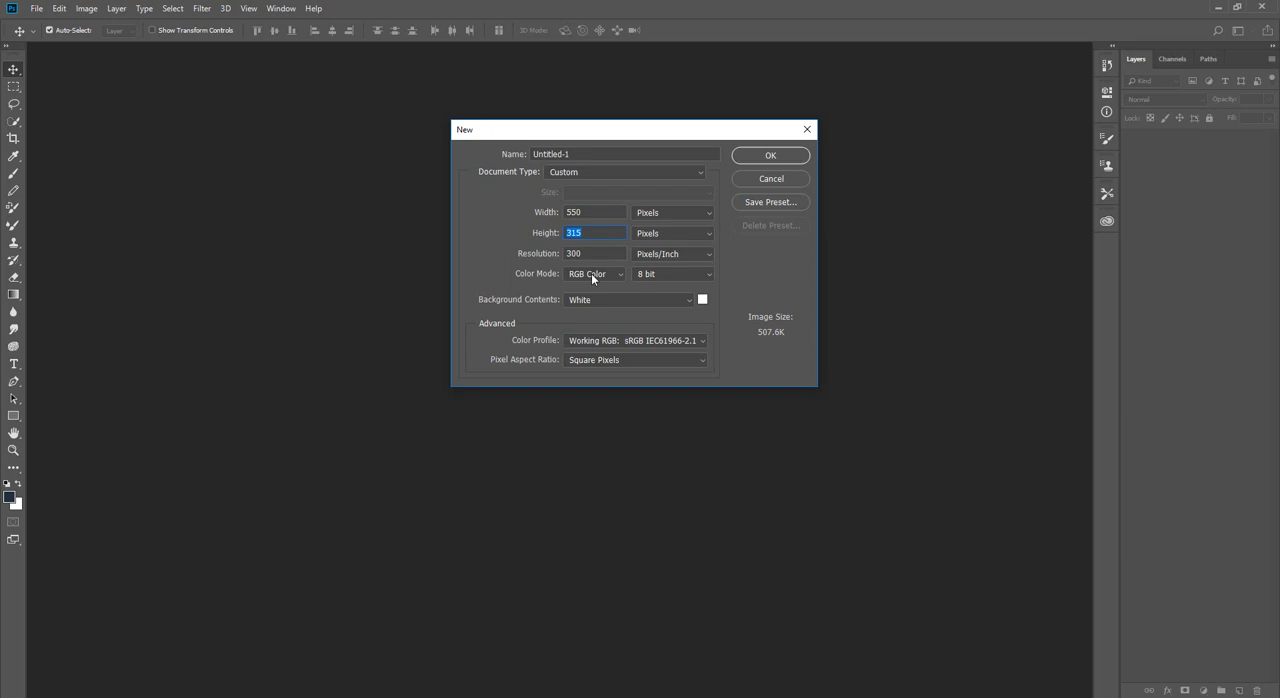 Ps File Edit Image Layer Type Select Filter 3D View Window Help
Auto-Select: Layer Show Transform Controls 3D Mode:
Layers Channels Paths
Kind
Normal Opacity:
Lock: Fill:
New
Name: Untitled-1 OK
Document Type: Custom
Cancel
Size:
Save Preset...
Width: 550 Pixels
Delete Preset...
Height: 315 Pixels
Resolution: 300 Pixels/Inch
Color Mode: RGB Color 8 bit
Background Contents: White
Image Size:
Advanced
507.6K
Color Profile: Working RGB: sRGB IEC61966-2.1
Pixel Aspect Ratio: Square Pixels
T
fx